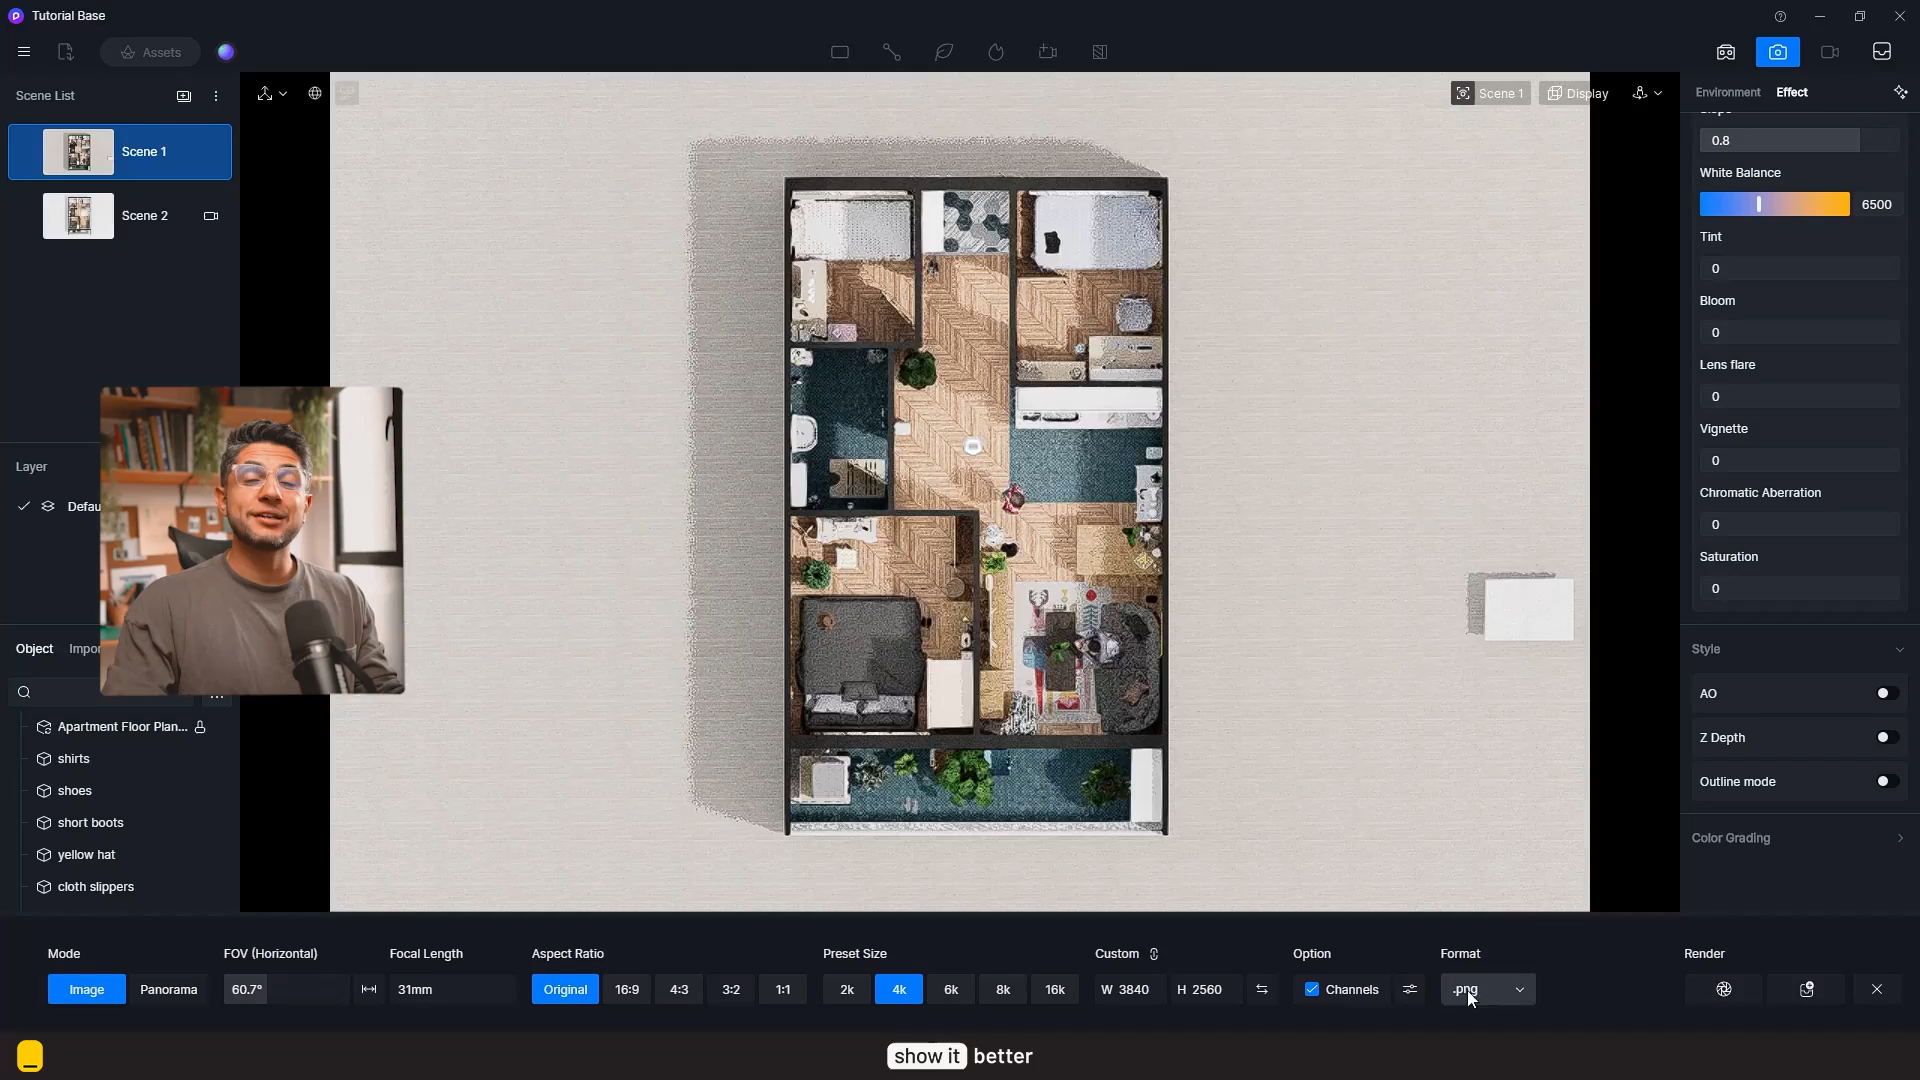 Tutorial Base
Assets
Scene List
Scene 1
Scene 2
Layer
Object
shirts
shoes
short boots
yellow hat
cloth slippers
Apartment Floor Plan...
Scene 1
Display
Environment
Effect
0.8
White Balance
6500
Tint
0
Bloom
0
Lens flare
0
Vignette
0
Chromatic Aberration
0
Saturation
0
Style
AO
Z Depth
Outline mode
Color Grading
Mode
Image
Panorama
FOV (Horizontal)
60.7°
Focal Length
31mm
Aspect Ratio
Original
16:9
4:3
3:2
1:1
Preset Size
2k
4k
6k
8k
16k
Custom
W 3840
H 2560
Option
Channels
Format
.png
Render
show it better